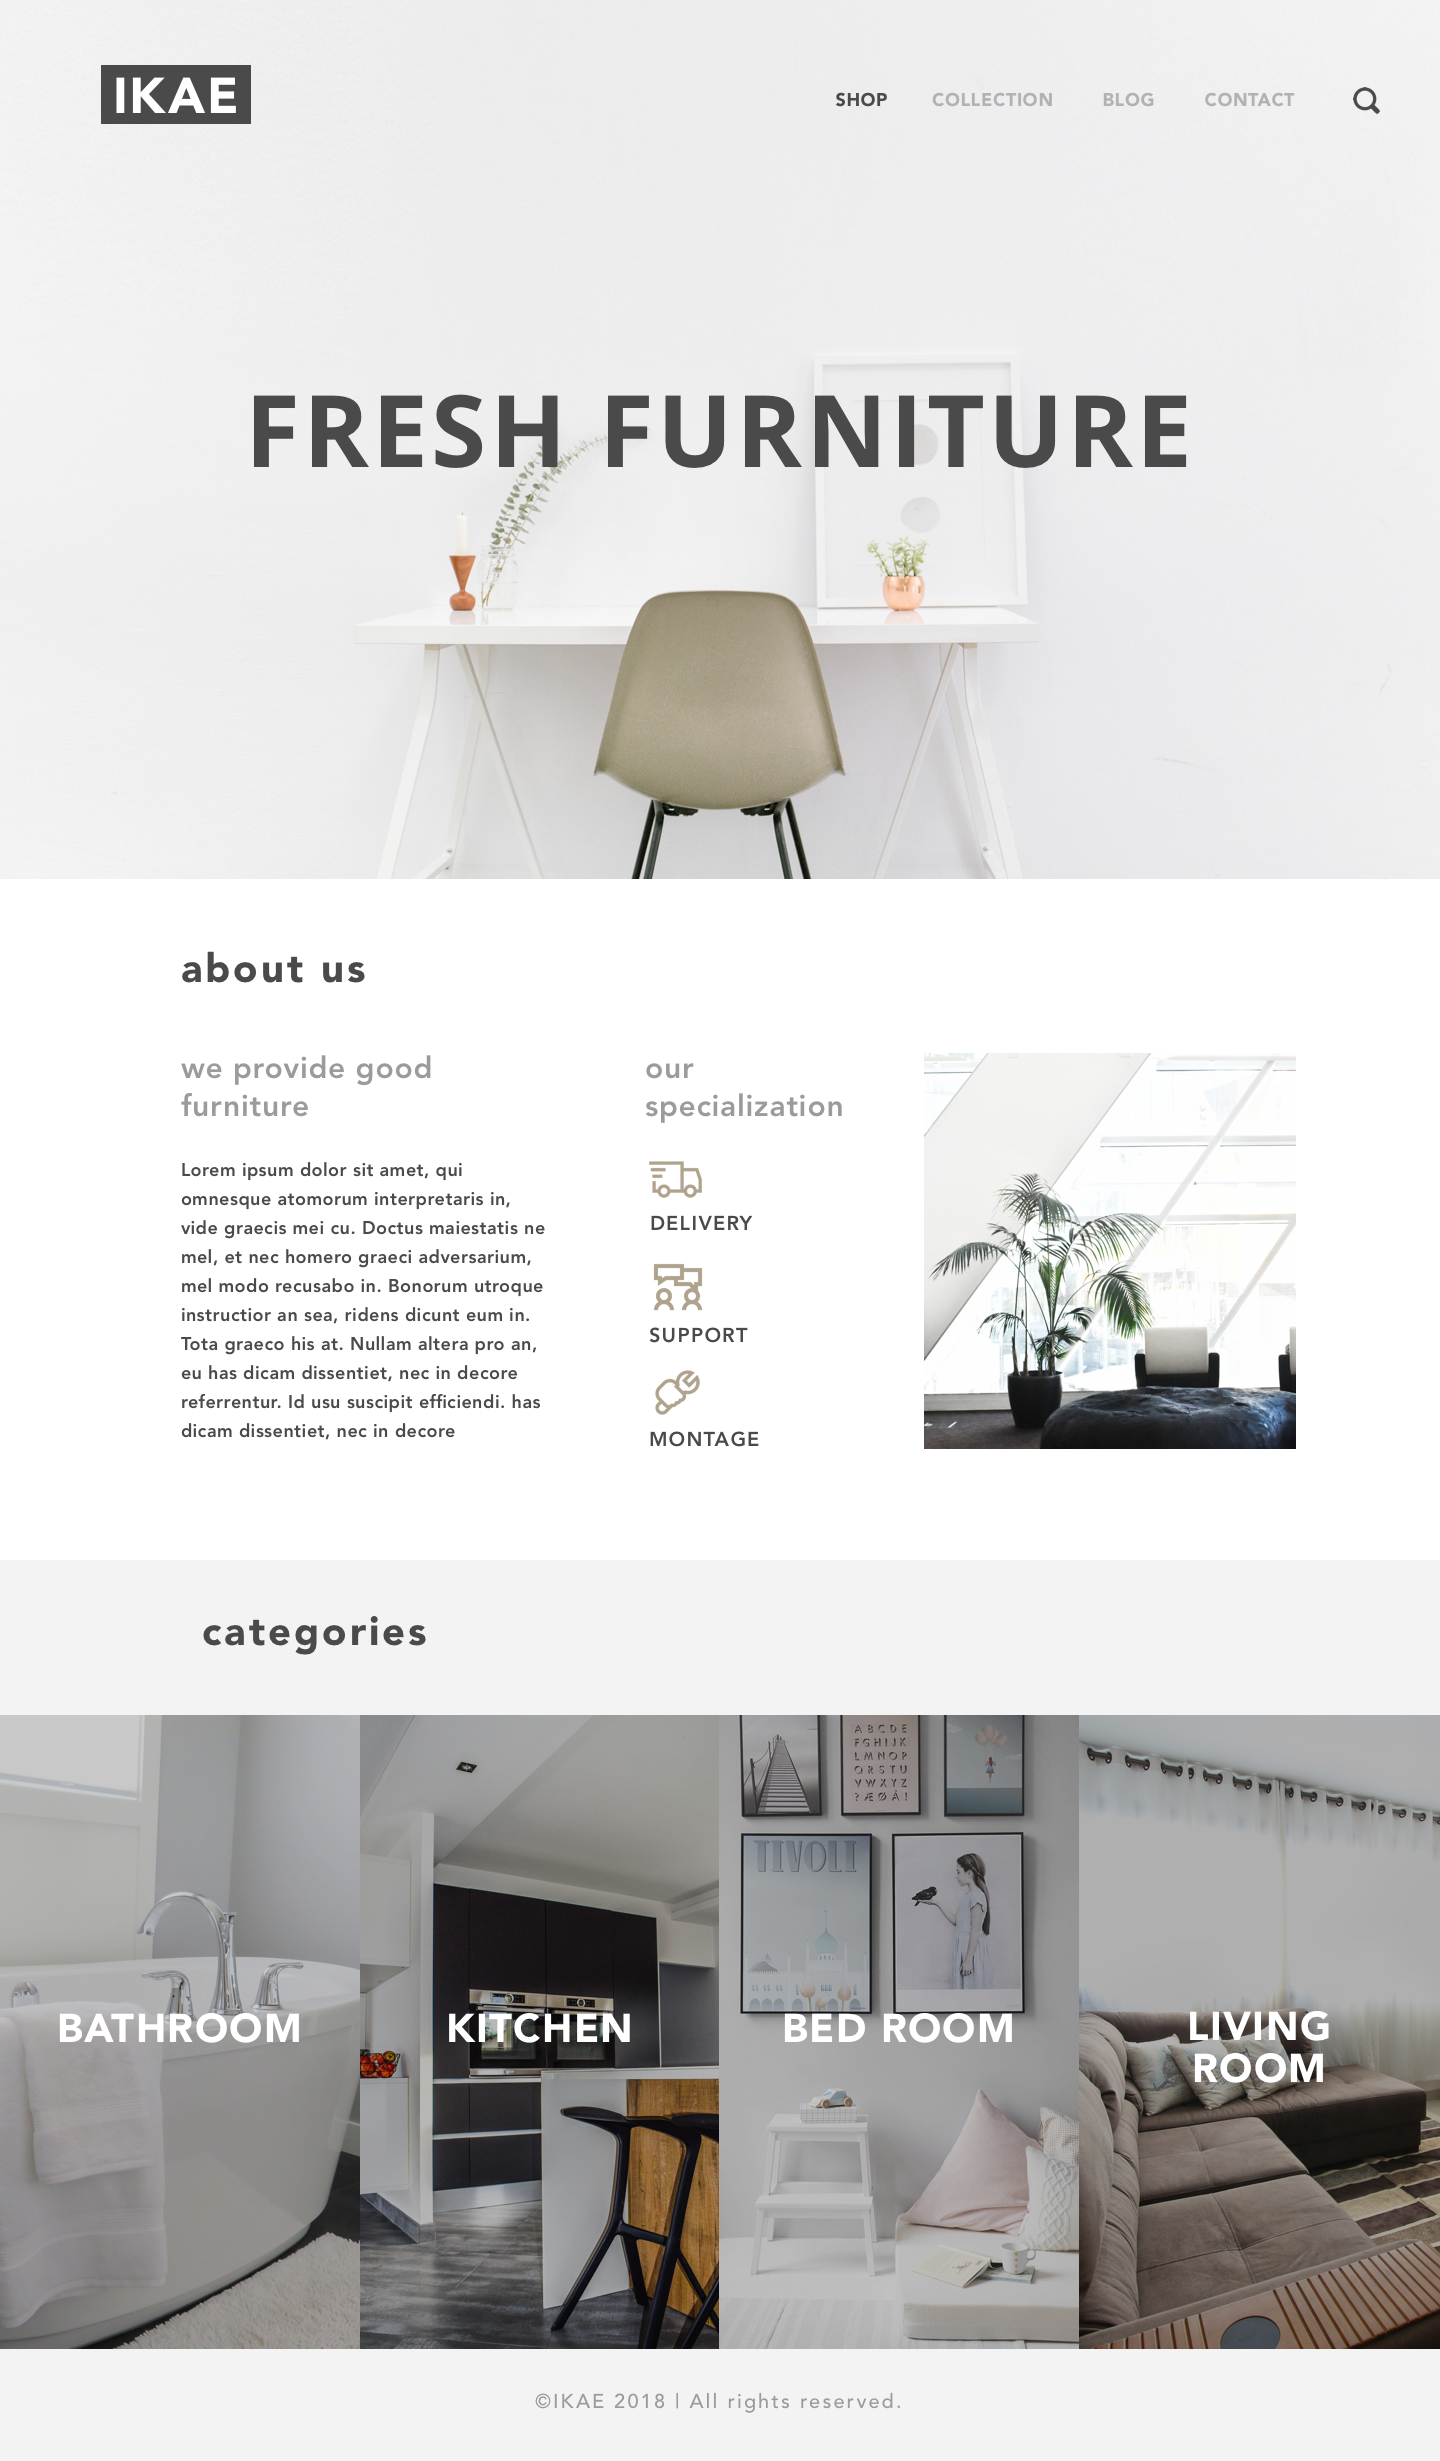 IKAE
SHOP COLLECTION BLOG CONTACT
FRESH FURNITURE
about us
we provide good
furniture
Lorem ipsum dolor sit amet, qui
omnesque atomorum interpretaris in,
vide graecis mei cu. Doctus maiestatis ne
mel, et nec homero graeci adversarium,
mel modo recusabo in. Bonorum utroque
instructior an sea, ridens dicunt eum in.
Tota graeco his at. Nullam altera pro an,
eu has dicam dissentiet, nec in decore
referrentur. Id usu suscipit efficiendi. has
dicam dissentiet, nec in decore
our
specialization
DELIVERY
SUPPORT
MONTAGE
categories
BATHROOM
KITCHEN
ABCDE
FGHIJK
LMNOP
QRSTU
VWXYZ
?ÆØÅ!
TIVOLI
BED ROOM
LIVING
ROOM
©IKAE 2018 | All rights reserved.